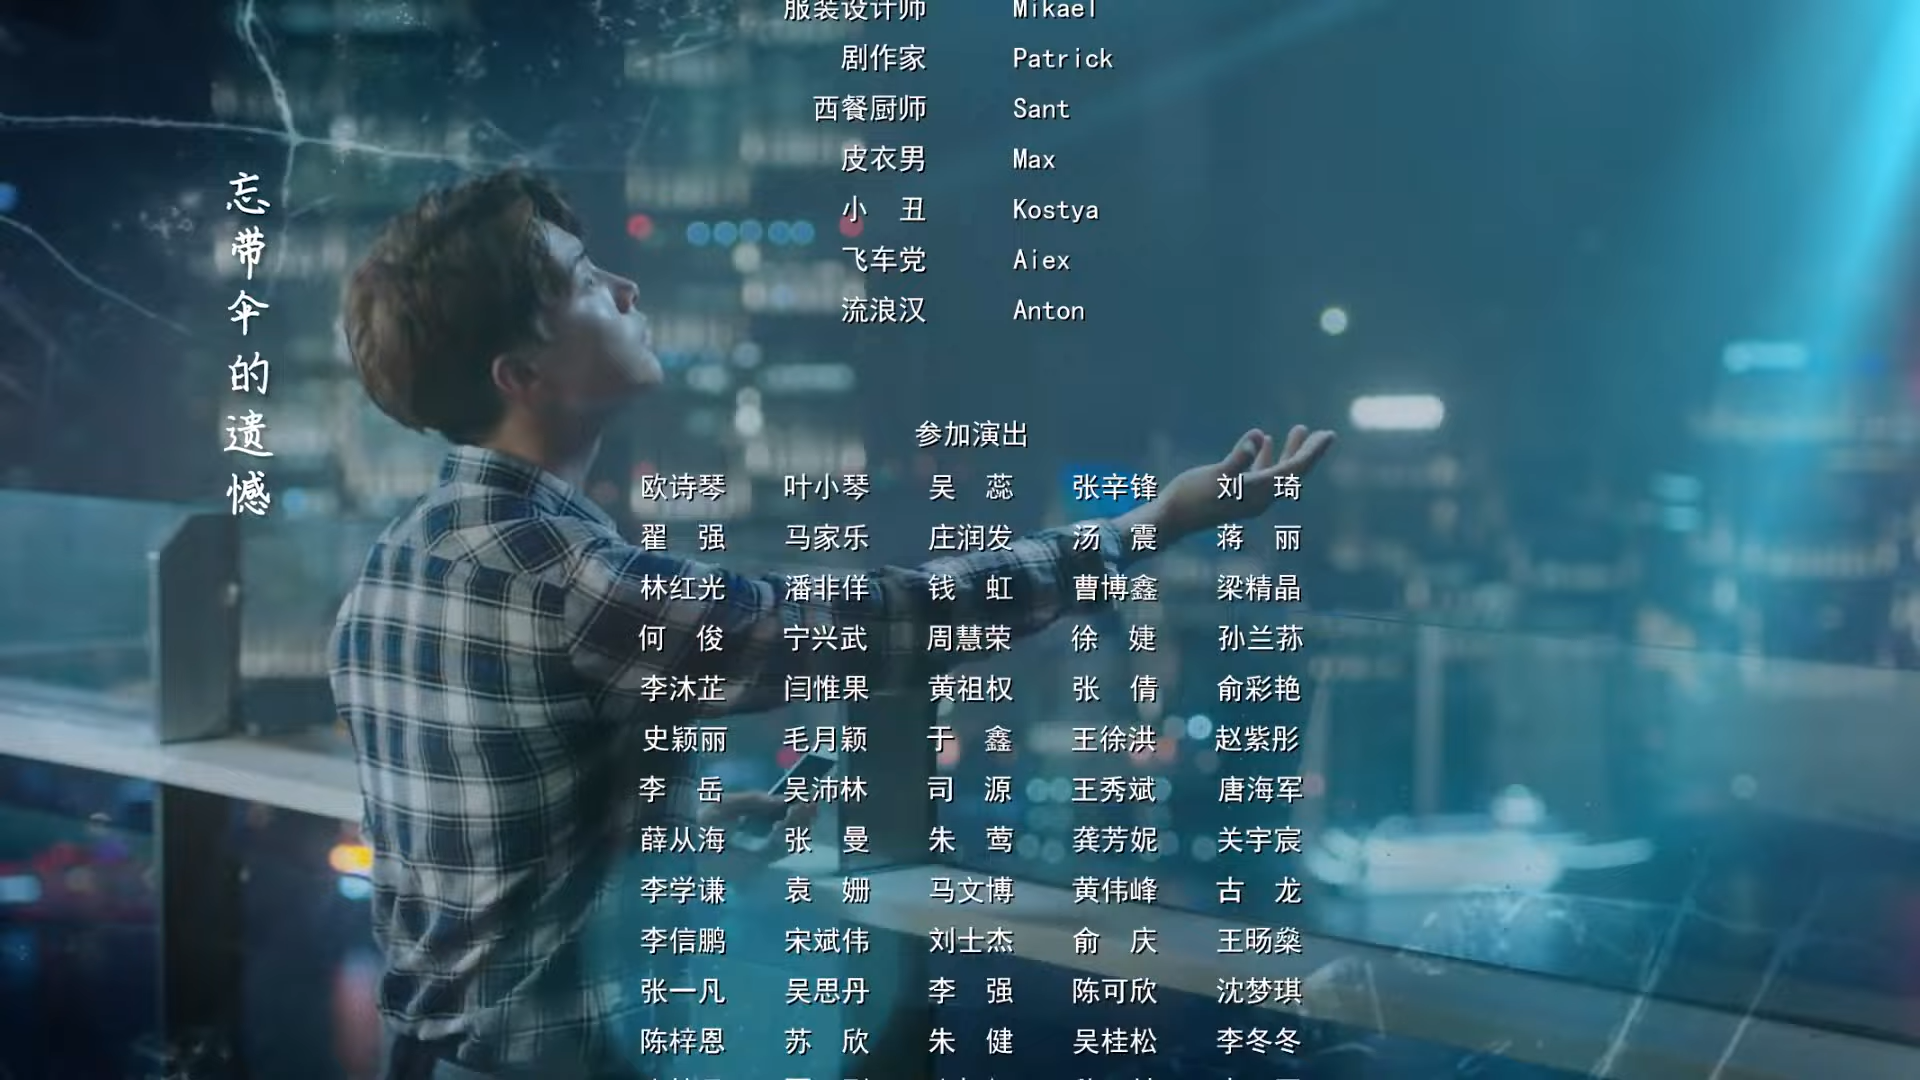 服装设计师 Mikael
剧作家 Patrick
西餐厨师 Sant
皮衣男 Max
小 丑 Kostya
飞车党 Aiex
流浪汉 Anton
忘带伞的遗憾
参加演出
欧诗琴 叶小琴 吴 蕊 张辛锋 刘 琦
翟 强 马家乐 庄润发 汤 震 蒋 丽
林红光 潘非佯 钱 虹 曹博鑫 梁精晶
何 俊 宁兴武 周慧荣 徐 婕 孙兰荪
李沐芷 闫惟果 黄祖权 张 倩 俞彩艳
史颖丽 毛月颖 于 鑫 王徐洪 赵紫彤
李 岳 吴沛林 司 源 王秀斌 唐海军
薛从海 张 曼 朱 莺 龚芳妮 关宇宸
李学谦 袁 姗 马文博 黄伟峰 古 龙
李信鹏 宋斌伟 刘士杰 俞 庆 王旸燊
张一凡 吴思丹 李 强 陈可欣 沈梦琪
陈梓恩 苏 欣 朱 健 吴桂松 李冬冬